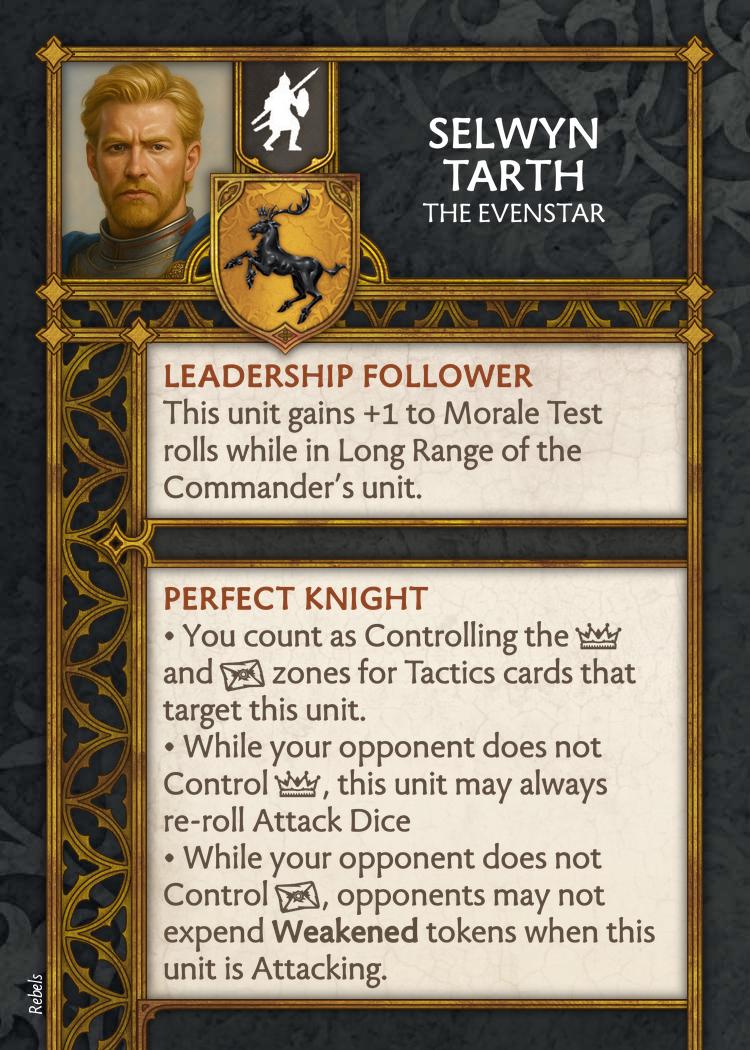 SELWYN
TARTH
THE EVENSTAR
LEADERSHIP FOLLOWER
This unit gains +1 to Morale Test
rolls while in Long Range of the
Commander's unit.
PERFECT KNIGHT
• You count as Controlling the
and zones for Tactics cards that
target this unit.
• While your opponent does not
Control , this unit may always
re-roll Attack Dice
• While your opponent does not
Control , opponents may not
expend Weakened tokens when this
unit is Attacking.
Rebels